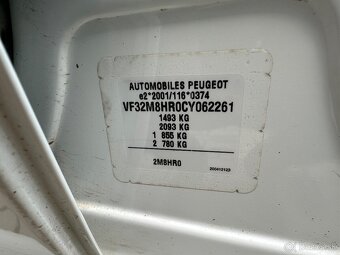 AUTOMOBILES PEUGEOT
e2*2001/116*0374
VF32M8HR0CY062261
1493 KG
2093 KG
1 855 KG
2 780 KG
2M8HR0